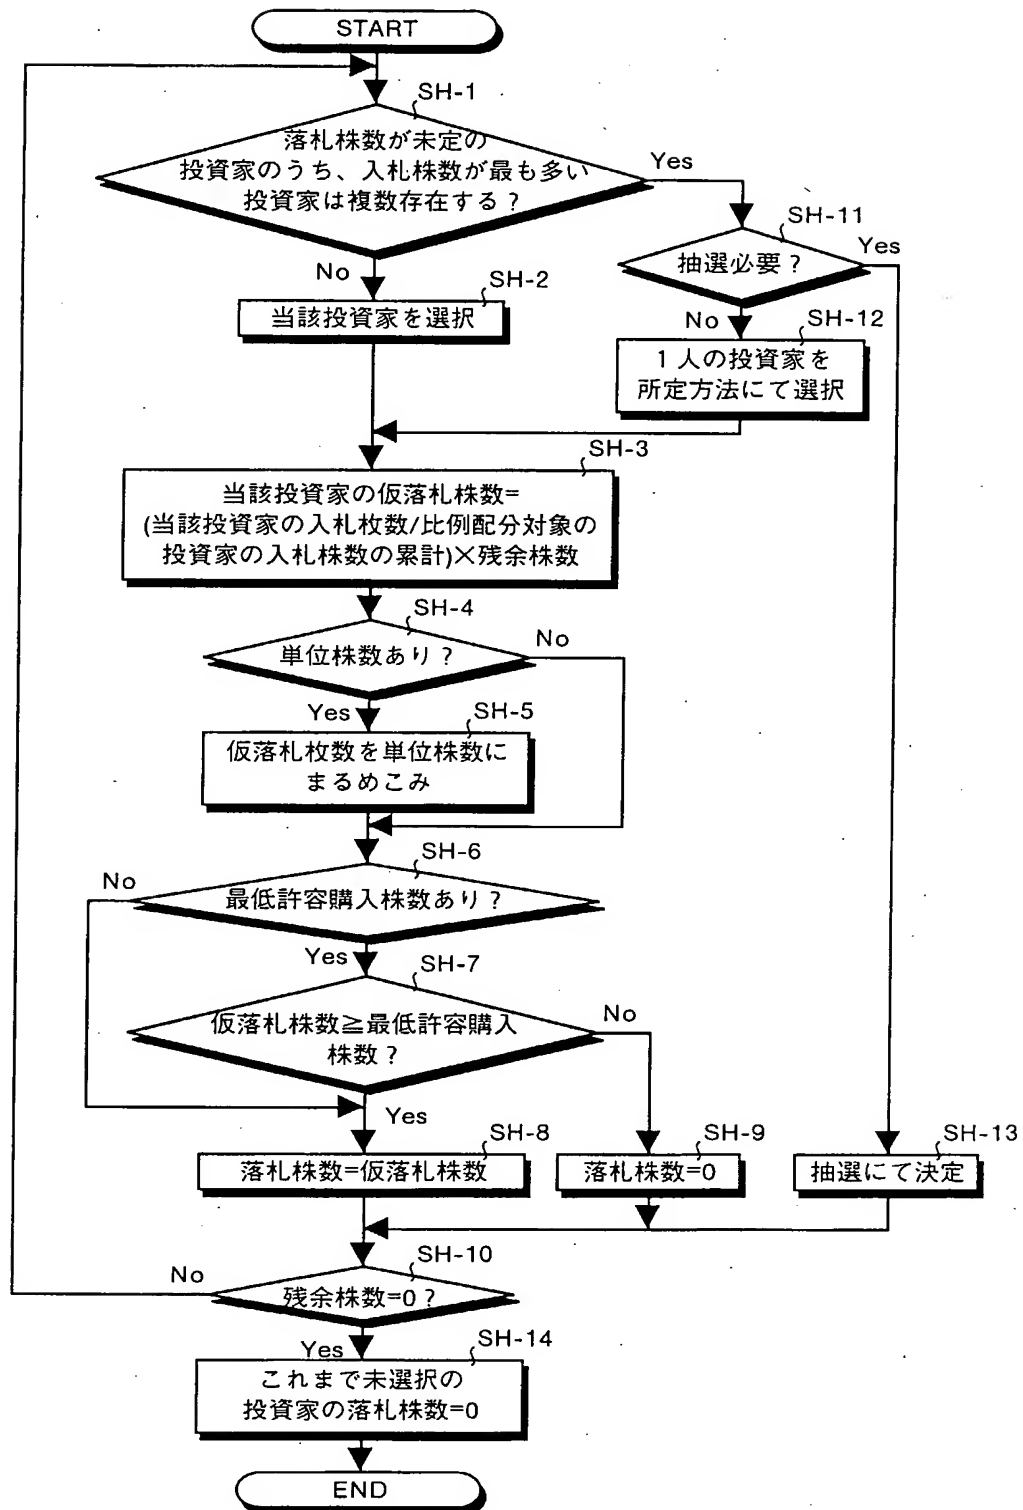 START
SH-1
落札株数が未定の
投資家のうち、入札株数が最も多い
投資家は複数存在する？
Yes
No
SH-11
抽選必要？
Yes
No
SH-2
当該投資家を選択
SH-12
1人の投資家を
所定方法にて選択
SH-3
当該投資家の仮落札株数=
(当該投資家の入札枚数/比例配分対象の
投資家の入札株数の累計)×残余株数
SH-4
単位株数あり？
No
Yes
SH-5
仮落札枚数を単位株数に
まるめこみ
SH-6
No
最低許容購入株数あり？
Yes
SH-7
仮落札株数≧最低許容購入
株数？
No
Yes
SH-8
落札株数=仮落札株数
SH-9
落札株数=0
SH-13
抽選にて決定
SH-10
No
残余株数=0？
Yes
SH-14
これまで未選択の
投資家の落札株数=0
END